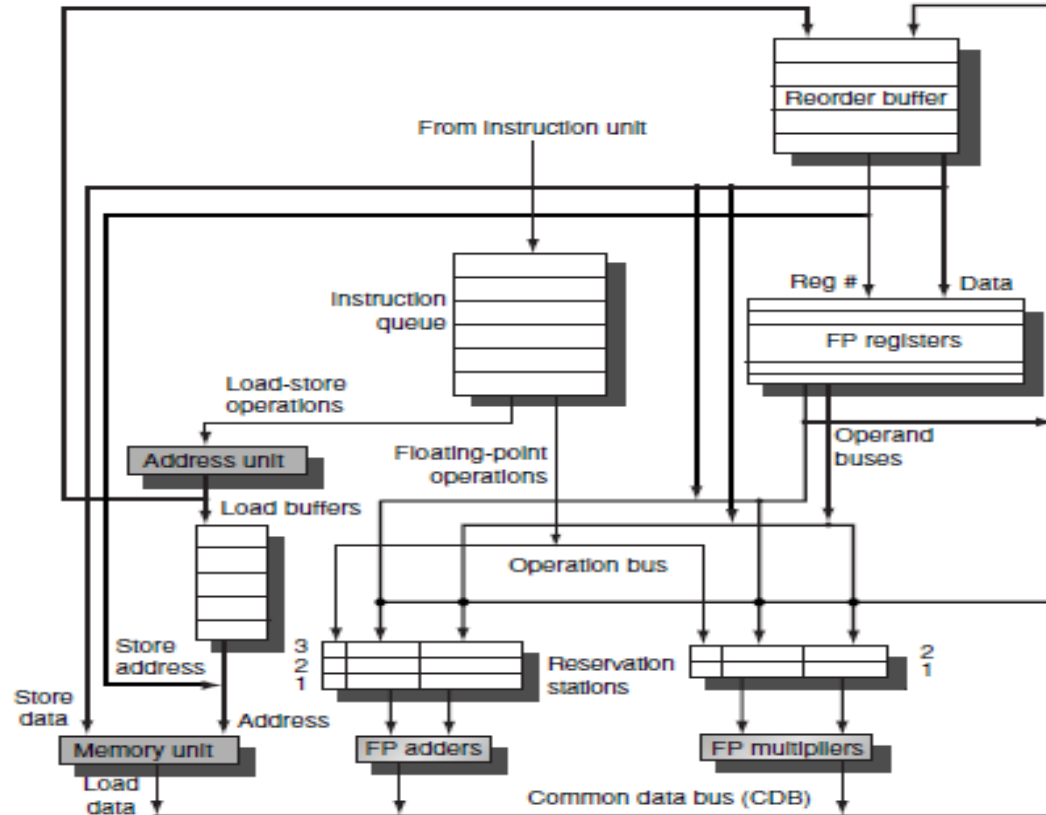 Reorder buffer
From instruction unit
Reg #
Data
Instruction
queue
FP registers
Load-store
operations
Operand
buses
Address unit
Floating-point
operations
Load buffers
Operation bus
Store
address
3
2
1
Reservation
stations
2
1
Store
data
Address
Memory unit
FP adders
FP multipliers
Load
data
Common data bus (CDB)